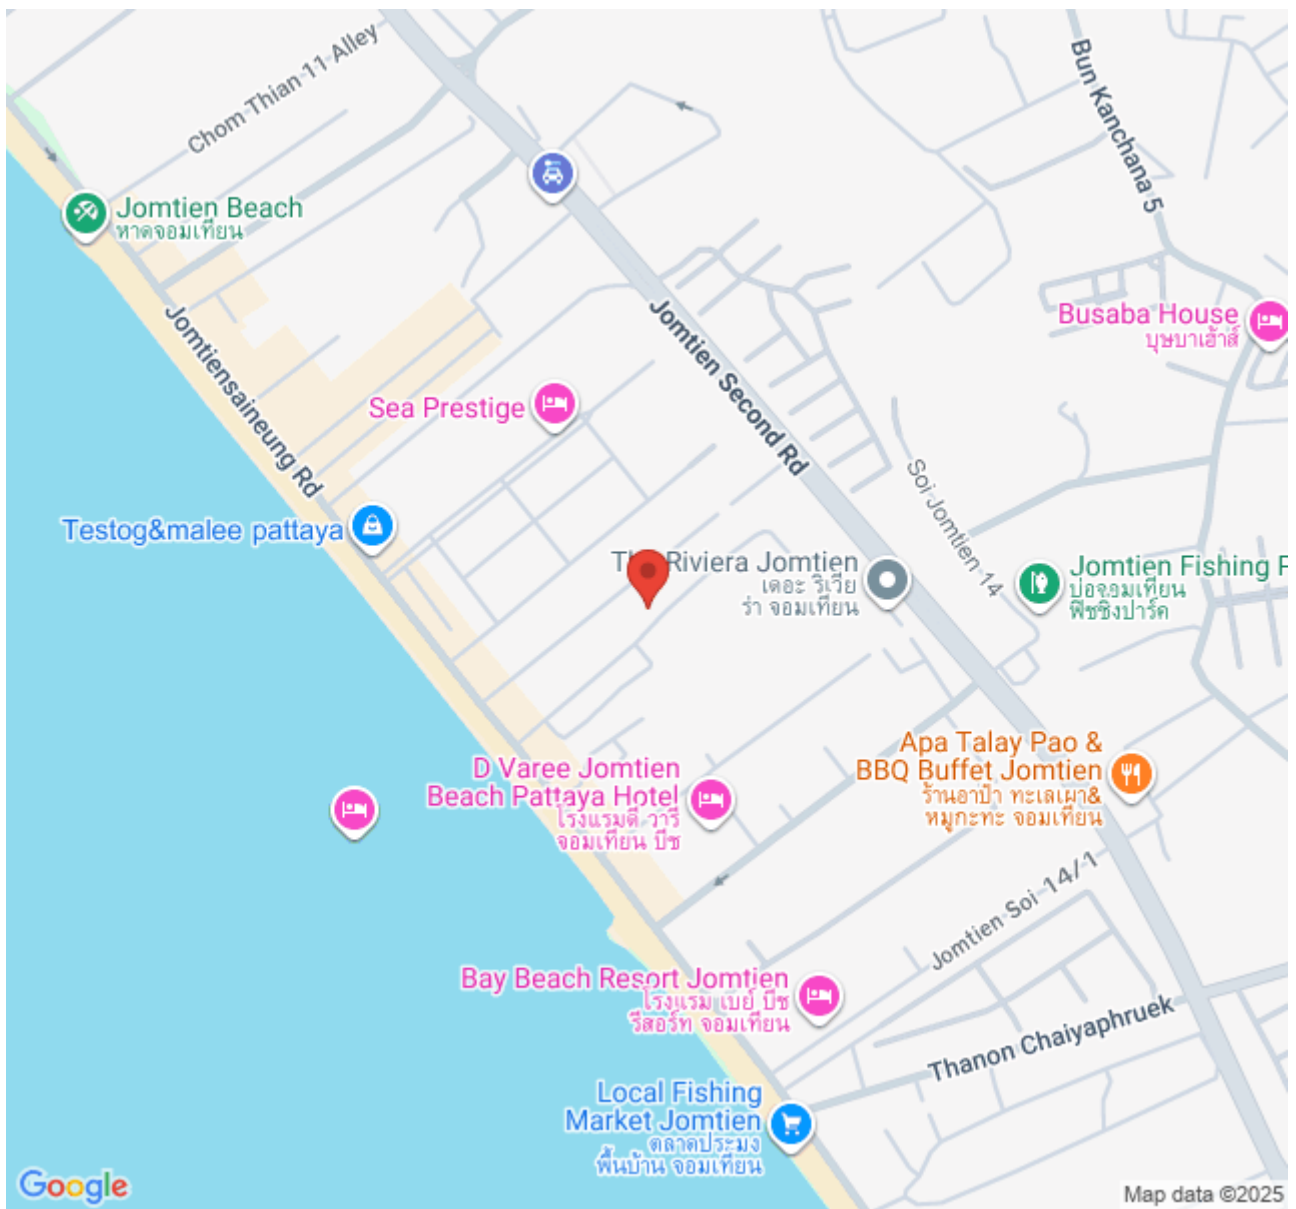 Chom Thian 11 Alley
Bun Kanchana 5
Jomtien Beach
หาดจอมเทียน
Jomtiensaineung Rd
Jomtien Second Rd
Busaba House
บุษบาเฮ้าส์
Sea Prestige
Soi Jomtien 14
Testog&malee pattaya
Riviera Jomtien
เดอะ ริเวีย
ร่า จอมเทียน
Jomtien Fishing P
บ่อจอมเทียน
ฟิชชิงปาร์ค
Apa Talay Pao &
BBQ Buffet Jomtien
ร้านอาป๋า ทะเลเผา&
หมูกะทะ จอมเทียน
D Varee Jomtien
Beach Pattaya Hotel
โรงแรมดี วารี
จอมเทียน บีช
Jomtien Soi 14/1
Bay Beach Resort Jomtien
โรงแรม เบย์ บีช
รีสอร์ท จอมเทียน
Thanon Chaiyaphruek
Local Fishing
Market Jomtien
ตลาดประมง
พื้นบ้าน จอมเทียน
Google
Map data ©2025